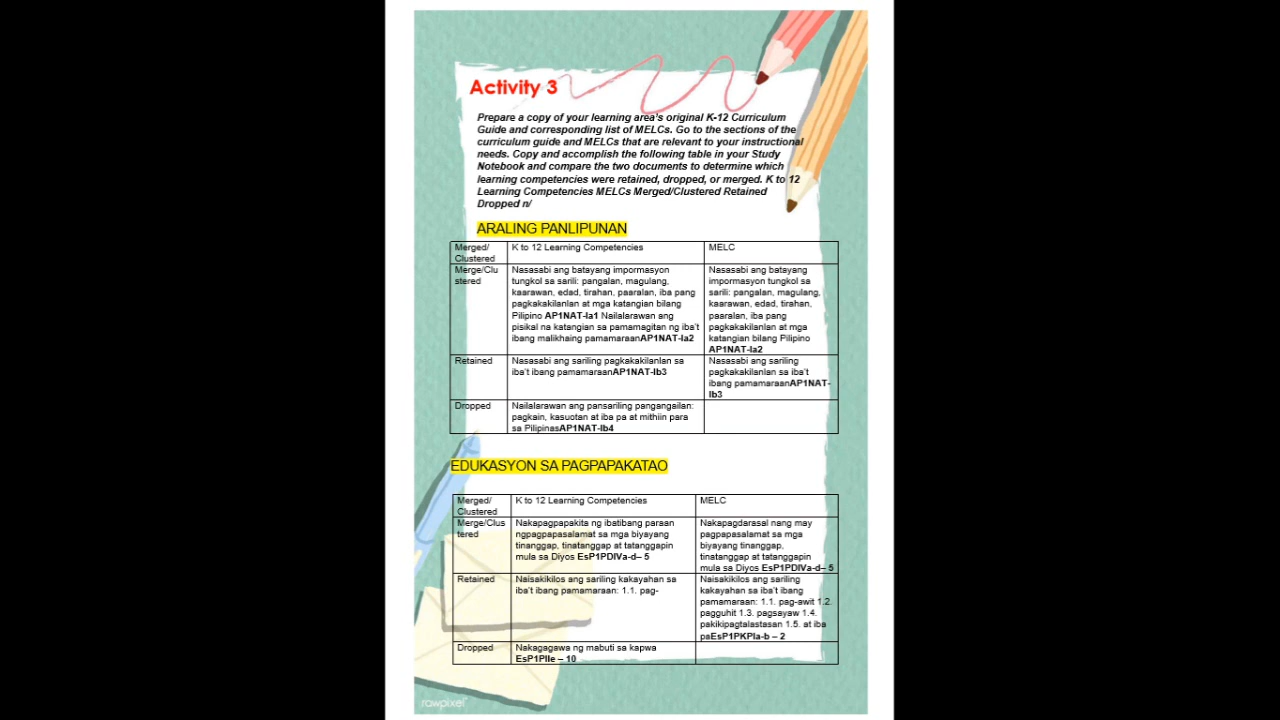 Activity 3
Prepare a copy of your learning area's original K-12 Curriculum
Guide and corresponding list of MELCs. Go to the sections of the
curriculum guide and MELCs that are relevant to your instructional
needs. Copy and accomplish the following table in your Study
Notebook and compare the two documents to determine which
learning competencies were retained, dropped, or merged. K to 12
Learning Competencies MELCs Merged/Clustered Retained
Dropped n/
ARALING PANLIPUNAN
Merged/
Clustered
K to 12 Learning Competencies
MELC
Merge/Clu
stered
Nasasabi ang batayang impormasyon
tungkol sa sarili: pangalan, magulang,
kaarawan, edad, tirahan, paaralan, iba pang
pagkakakilanlan at mga katangian bilang
Pilipino AP1NAT-Ia1 Nailalarawan ang
pisikal na katangian sa pamamagitan ng iba't
ibang malikhaing pamamaraanAP1NAT-Ia2
Nasasabi ang batayang
impormasyon tungkol sa
sarili: pangalan, magulang,
kaarawan, edad, tirahan,
paaralan, iba pang
pagkakakilanlan at mga
katangian bilang Pilipino
AP1NAT-Ia2
Retained
Nasasabi ang sariling pagkakakilanlan sa
iba't ibang pamamaraanAP1NAT-Ib3
Nasasabi ang sariling
pagkakakilanlan sa iba't
ibang pamamaraanAP1NAT-
Ib3
Dropped
Nailalarawan ang pansariling pangangailan:
pagkain, kasuotan at iba pa at mithiin para
sa PilipinasAP1NAT-Ib4
EDUKASYON SA PAGPAPAKATAO
Merged/
Clustered
K to 12 Learning Competencies
MELC
Merge/Clus
tered
Nakapagpapakita ng ibatibang paraan
ngpagpapasalamat sa mga biyayang
tinanggap, tinatanggap at tatanggapin
mula sa Diyos EsP1PDIVa-d– 5
Nakapagdarasal nang may
pagpapasalamat sa mga
biyayang tinanggap,
tinatanggap at tatanggapin
mula sa Diyos EsP1PDIVa-d– 5
Retained
Naisakikilos ang sariling kakayahan sa
iba't ibang pamamaraan: 1.1. pag-
Naisakikilos ang sariling
kakayahan sa iba't ibang
pamamaraan: 1.1. pag-awit 1.2.
pagguhit 1.3. pagsayaw 1.4.
pakikipagtalastasan 1.5. at iba
paEsP1PKPIa-b – 2
Dropped
Nakagagawa ng mabuti sa kapwa
EsP1PIIe – 10
rawpixel